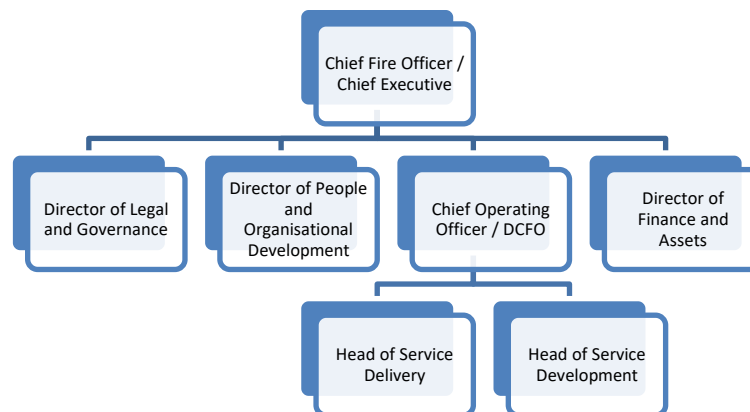 Chief Fire Officer /
Chief Executive
Director of Legal
and Governance
Director of People
and
Organisational
Development
Chief Operating
Officer / DCFO
Director of
Finance and
Assets
Head of Service
Delivery
Head of Service
Development